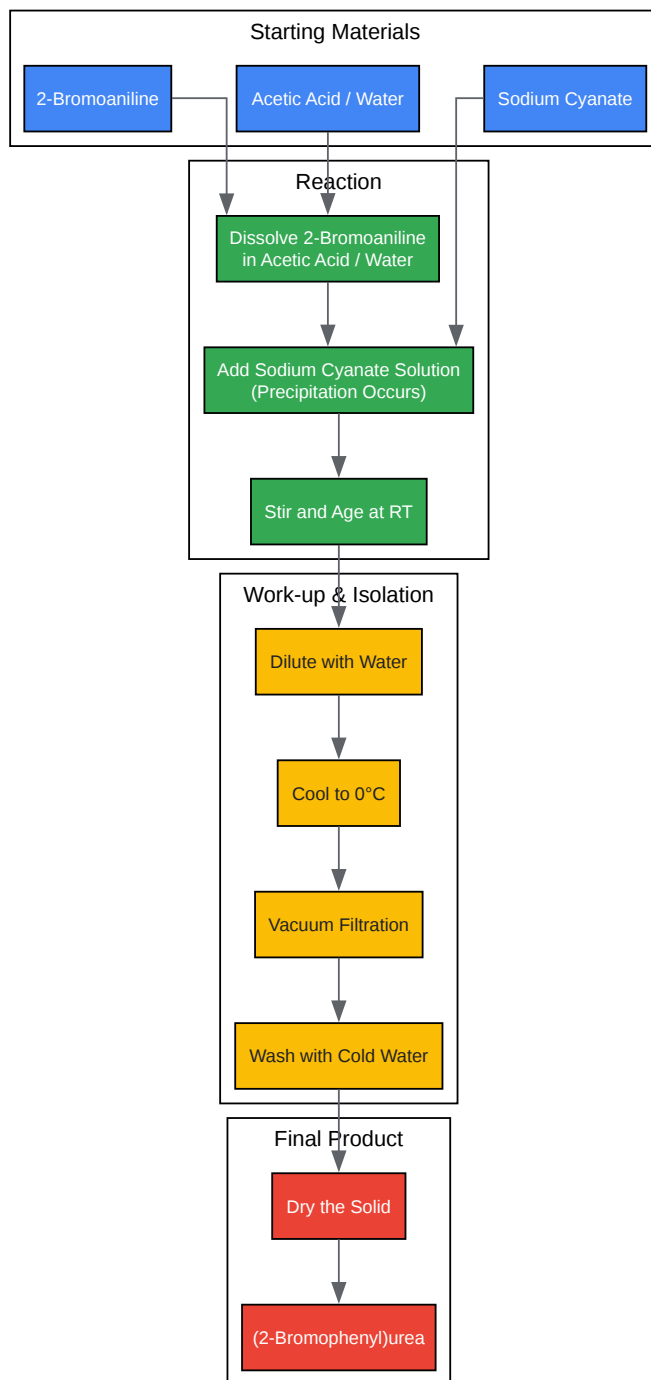 Starting Materials
2-Bromoaniline
Acetic Acid / Water
Sodium Cyanate
Reaction
Dissolve 2-Bromoaniline
in Acetic Acid / Water
Add Sodium Cyanate Solution
(Precipitation Occurs)
Stir and Age at RT
Work-up & Isolation
Dilute with Water
Cool to 0°C
Vacuum Filtration
Wash with Cold Water
Final Product
Dry the Solid
(2-Bromophenyl)urea